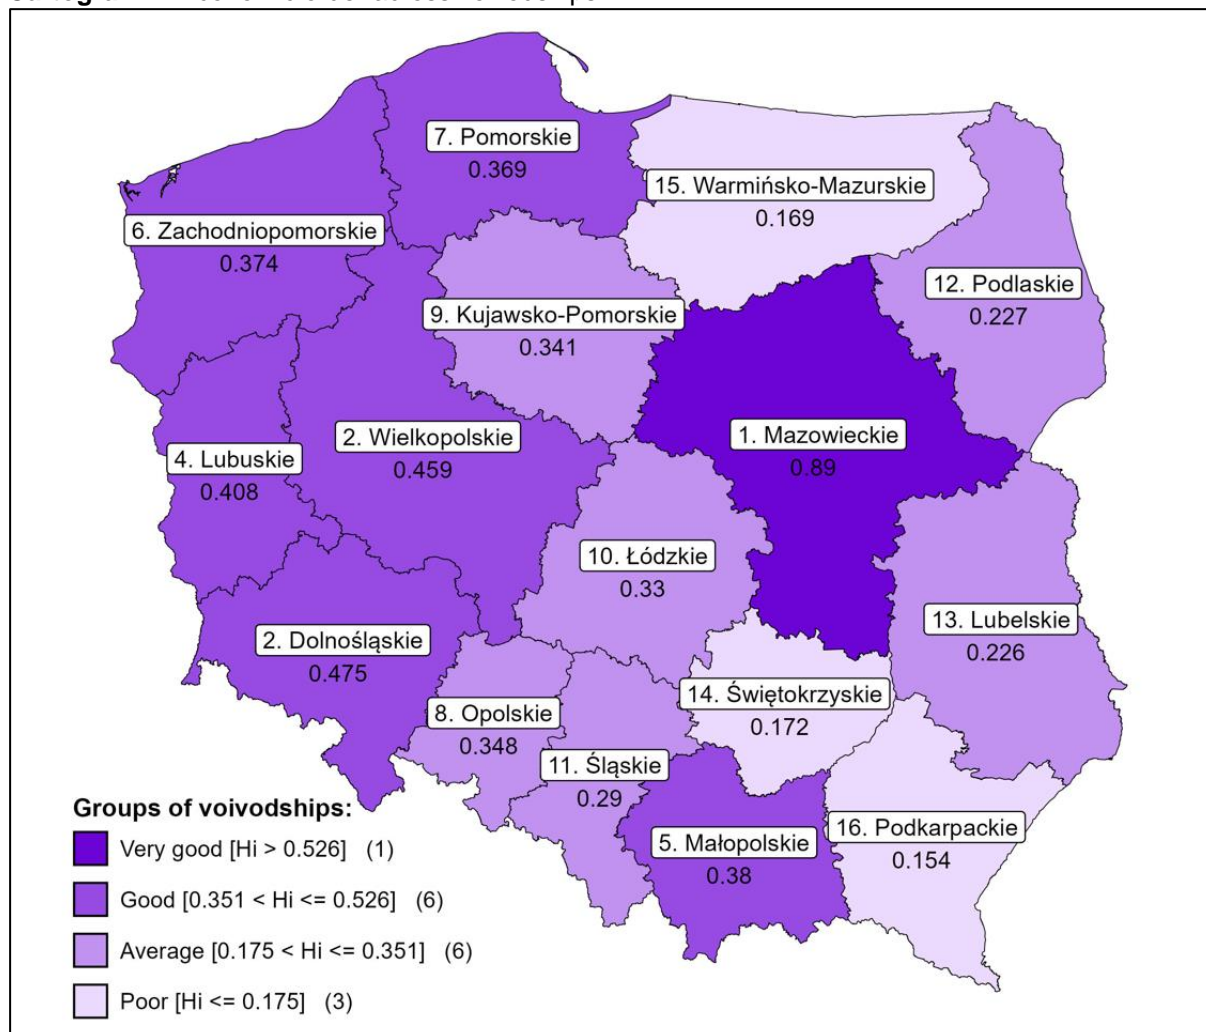 7. Pomorskie
0.369
15. Warmińsko-Mazurskie
0.169
6. Zachodniopomorskie
0.374
12. Podlaskie
0.227
9. Kujawsko-Pomorskie
0.341
2. Wielkopolskie
0.459
1. Mazowieckie
0.89
4. Lubuskie
0.408
10. Łódzkie
0.33
2. Dolnośląskie
0.475
13. Lubelskie
0.226
14. Świętokrzyskie
0.172
8. Opolskie
0.348
11. Śląskie
0.29
5. Małopolskie
0.38
16. Podkarpackie
0.154
Groups of voivodships:
Very good [Hi > 0.526] (1)
Good [0.351 < Hi <= 0.526] (6)
Average [0.175 < Hi <= 0.351] (6)
Poor [Hi <= 0.175] (3)